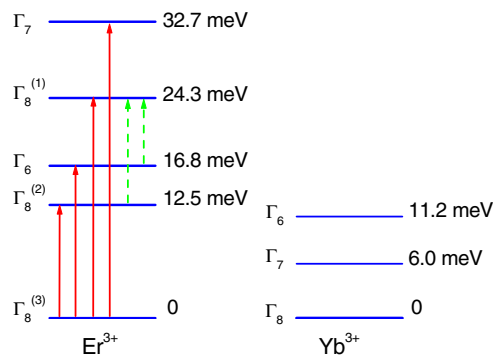 Γ₇ 32.7 meV
Γ₈⁽¹⁾ 24.3 meV
Γ₆ 16.8 meV
Γ₈⁽²⁾ 12.5 meV
Γ₈⁽³⁾ 0
Er³⁺
Γ₆ 11.2 meV
Γ₇ 6.0 meV
Γ₈ 0
Yb³⁺